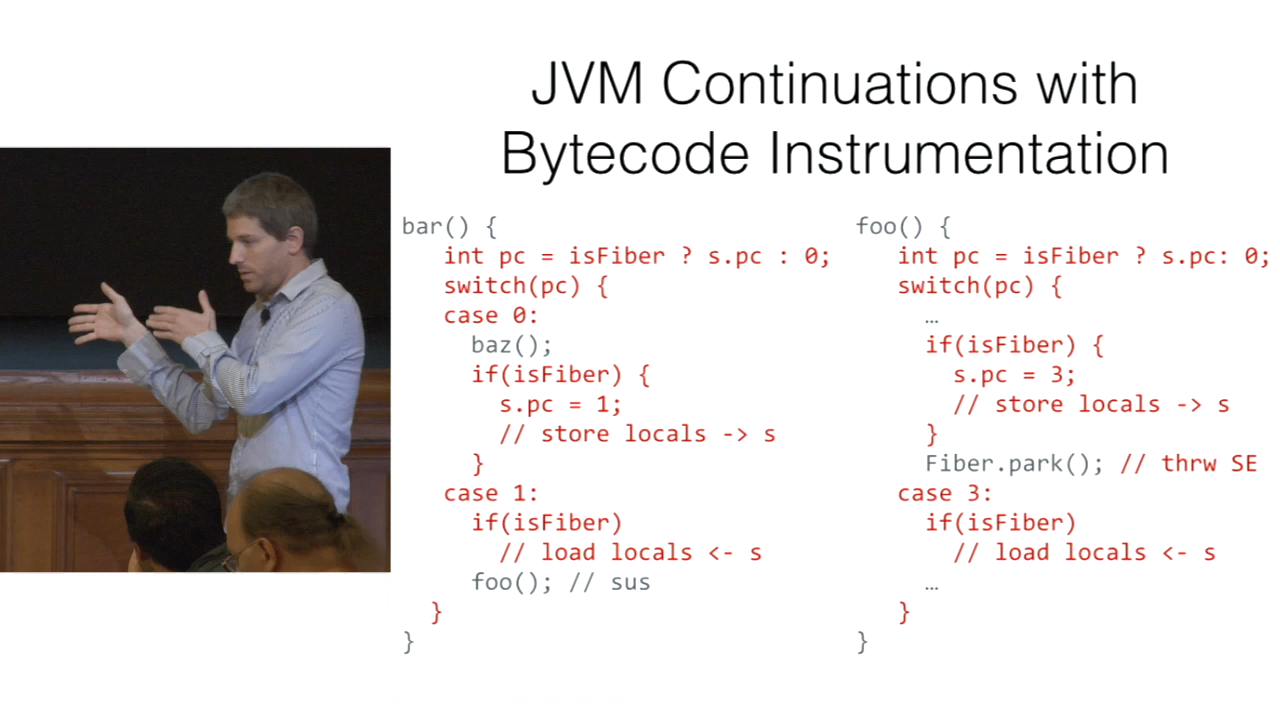 JVM Continuations with
Bytecode Instrumentation
bar() {
int pc = isFiber ? s.pc : 0;
switch(pc) {
case 0:
baz();
if(isFiber) {
s.pc = 1;
// store locals -> s
}
case 1:
if(isFiber)
// load locals <- s
foo(); // sus
}
}
foo() {
int pc = isFiber ? s.pc: 0;
switch(pc) {
…
if(isFiber) {
s.pc = 3;
// store locals -> s
}
Fiber.park(); // thrw SE
case 3:
if(isFiber)
// load locals <- s
…
}
}